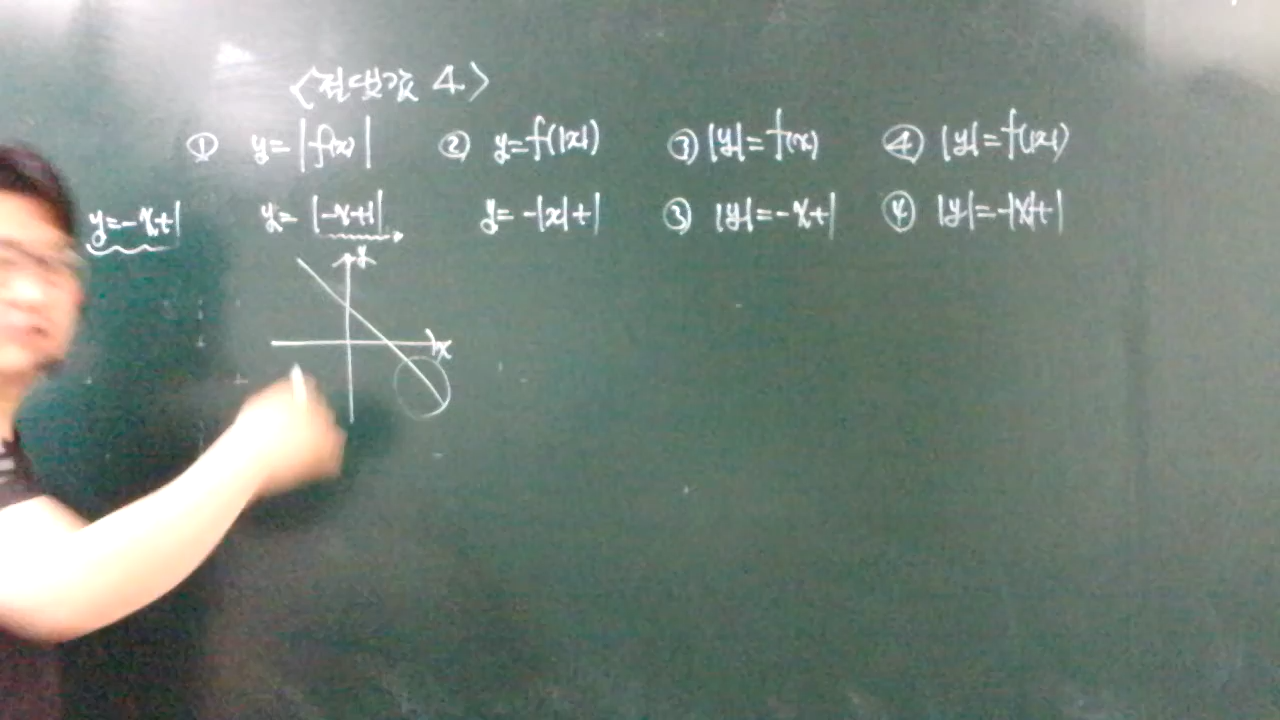 <절댓값 4>
① y=|f(x)| ② y=f(|x|) ③ |y|=f(x) ④ |y|=f(|x|)
y=-x+1 y=|-x+1| y=-|x|+1 ③ |y|=-x+1 ④ |y|=-|x|+1
y
x